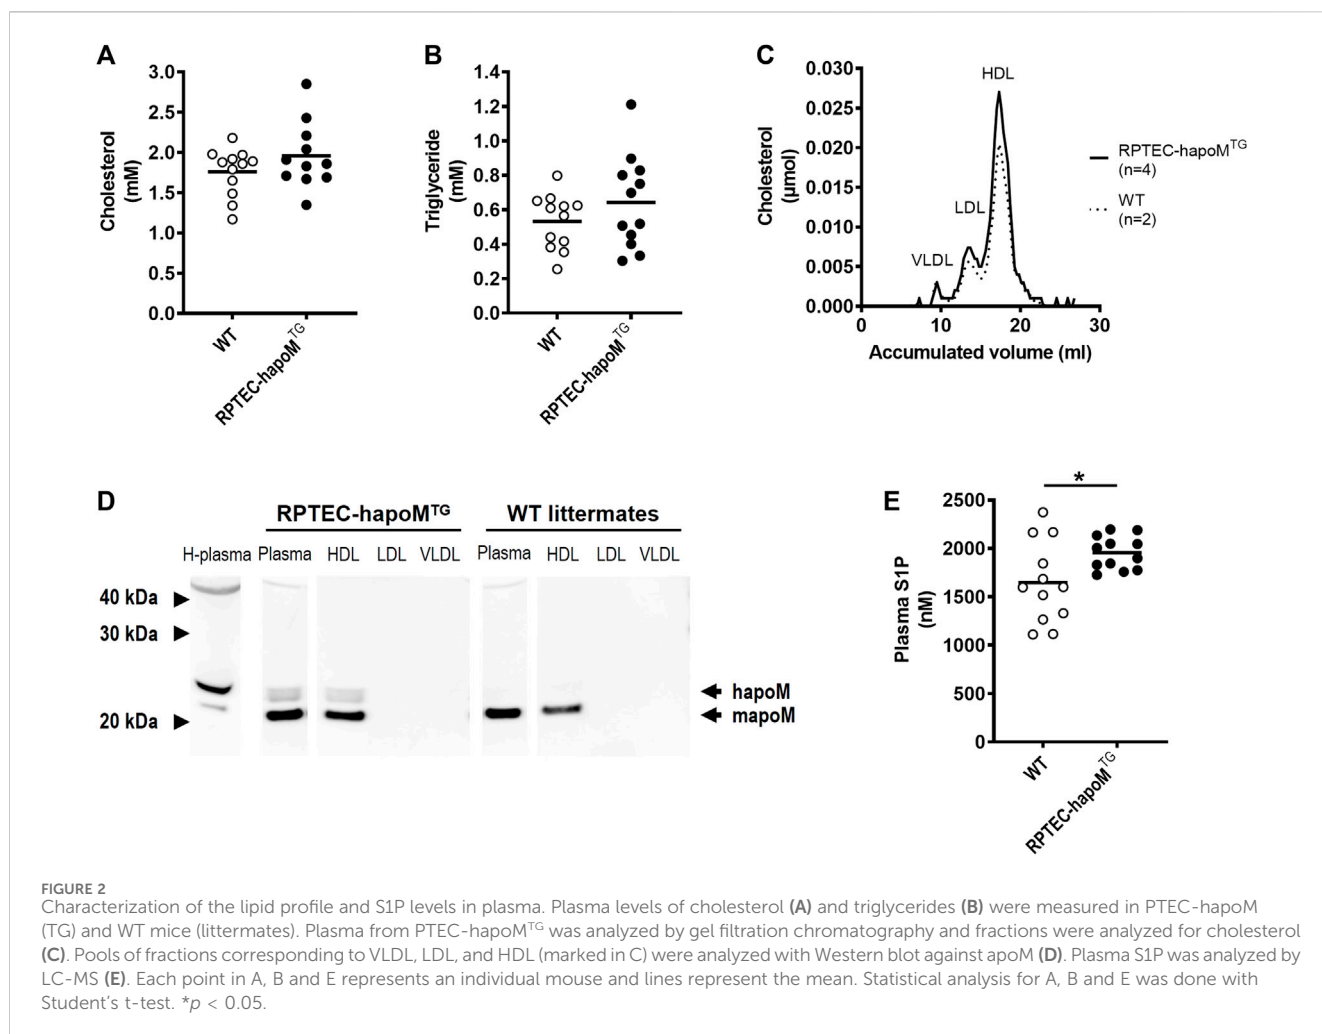 A
3.0
2.5
2.0
1.5
1.0
0.5
0.0
Cholesterol
(mM)
WT
RPTEC-hapoM^TG
B
1.4
1.2
1.0
0.8
0.6
0.4
0.2
0.0
Triglyceride
(mM)
WT
RPTEC-hapoM^TG
C
0.030
0.025
0.020
0.015
0.010
0.005
0.000
Cholesterol
(µmol)
HDL
LDL
VLDL
0 10 20 30
Accumulated volume (ml)
RPTEC-hapoM^TG
(n=4)
WT
(n=2)
D
RPTEC-hapoM^TG WT littermates
H-plasma Plasma HDL LDL VLDL Plasma HDL LDL VLDL
40 kDa
30 kDa
20 kDa
hapoM
mapoM
E
*
2500
2000
1500
1000
500
0
Plasma S1P
(nM)
WT
RPTEC-hapoM^TG
FIGURE 2
Characterization of the lipid profile and S1P levels in plasma. Plasma levels of cholesterol (A) and triglycerides (B) were measured in PTEC-hapoM
(TG) and WT mice (littermates). Plasma from PTEC-hapoM^TG was analyzed by gel filtration chromatography and fractions were analyzed for cholesterol
(C). Pools of fractions corresponding to VLDL, LDL, and HDL (marked in C) were analyzed with Western blot against apoM (D). Plasma S1P was analyzed by
LC-MS (E). Each point in A, B and E represents an individual mouse and lines represent the mean. Statistical analysis for A, B and E was done with
Student's t-test. *p < 0.05.